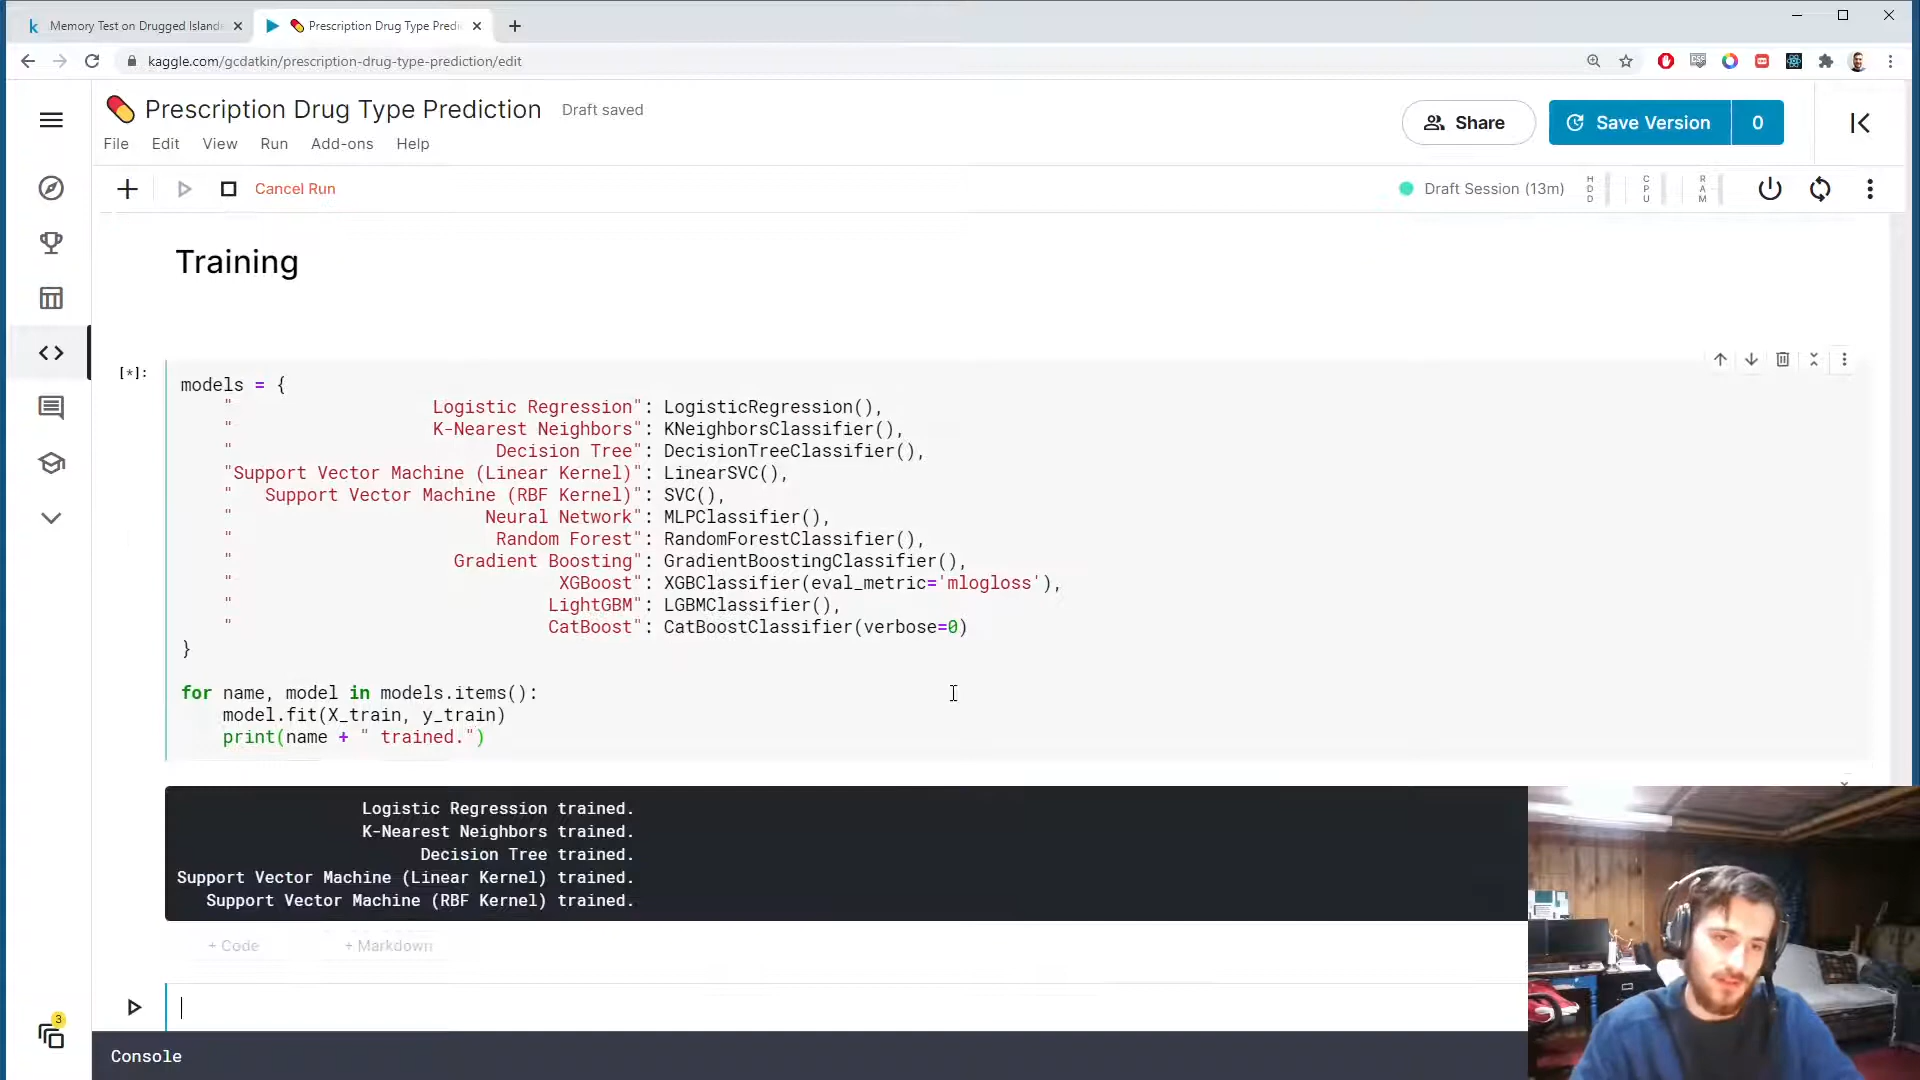 Memory Test on Drugged Islande
Prescription Drug Type Predi
kaggle.com/gcdatkin/prescription-drug-type-prediction/edit
Prescription Drug Type Prediction Draft saved
Share
Save Version 0
File Edit View Run Add-ons Help
Cancel Run
Draft Session (13m)
HDD
CPU
RAM
Training
[*]:
models = {
"                   Logistic Regression": LogisticRegression(),
"                   K-Nearest Neighbors": KNeighborsClassifier(),
"                         Decision Tree": DecisionTreeClassifier(),
"Support Vector Machine (Linear Kernel)": LinearSVC(),
"   Support Vector Machine (RBF Kernel)": SVC(),
"                        Neural Network": MLPClassifier(),
"                         Random Forest": RandomForestClassifier(),
"                     Gradient Boosting": GradientBoostingClassifier(),
"                               XGBoost": XGBClassifier(eval_metric='mlogloss'),
"                              LightGBM": LGBMClassifier(),
"                              CatBoost": CatBoostClassifier(verbose=0)
}
for name, model in models.items():
model.fit(X_train, y_train)
print(name + " trained.")
Logistic Regression trained.
K-Nearest Neighbors trained.
Decision Tree trained.
Support Vector Machine (Linear Kernel) trained.
Support Vector Machine (RBF Kernel) trained.
+ Code + Markdown
3
Console